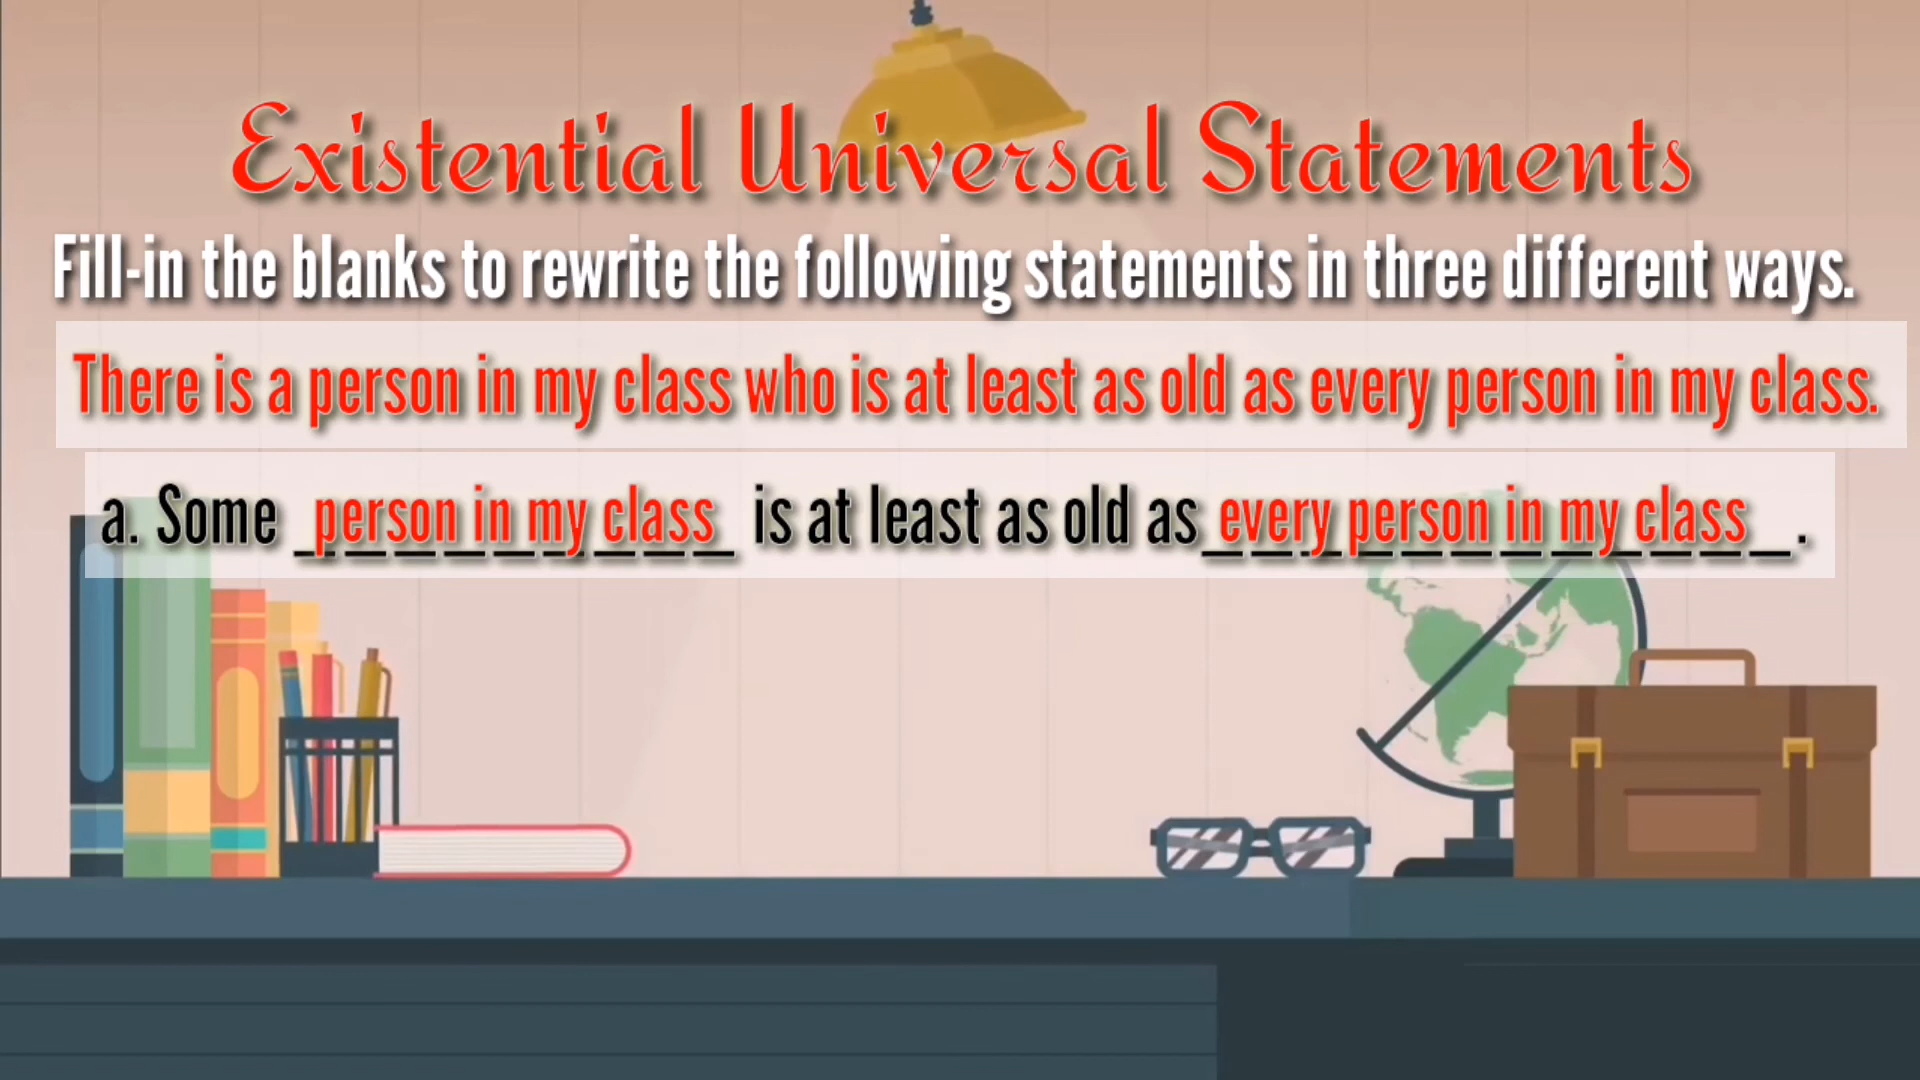 Existential Universal Statements
Fill-in the blanks to rewrite the following statements in three different ways.
There is a person in my class who is at least as old as every person in my class.
a. Some _person in my class_ is at least as old as _every person in my class_.